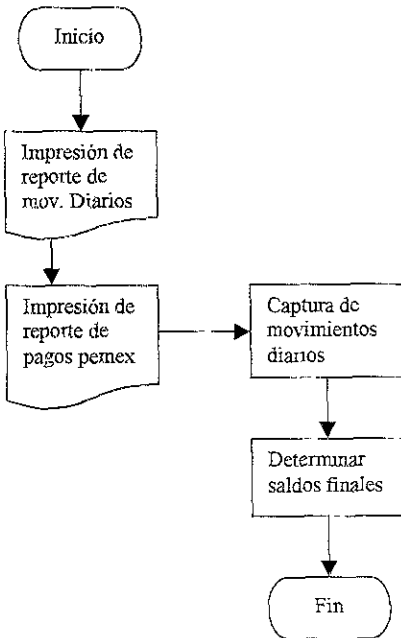 Inicio
Impresión de
reporte de
mov. Diarios
Impresión de
reporte de
pagos pemex
Captura de
movimientos
diarios
Determinar
saldos finales
Fin